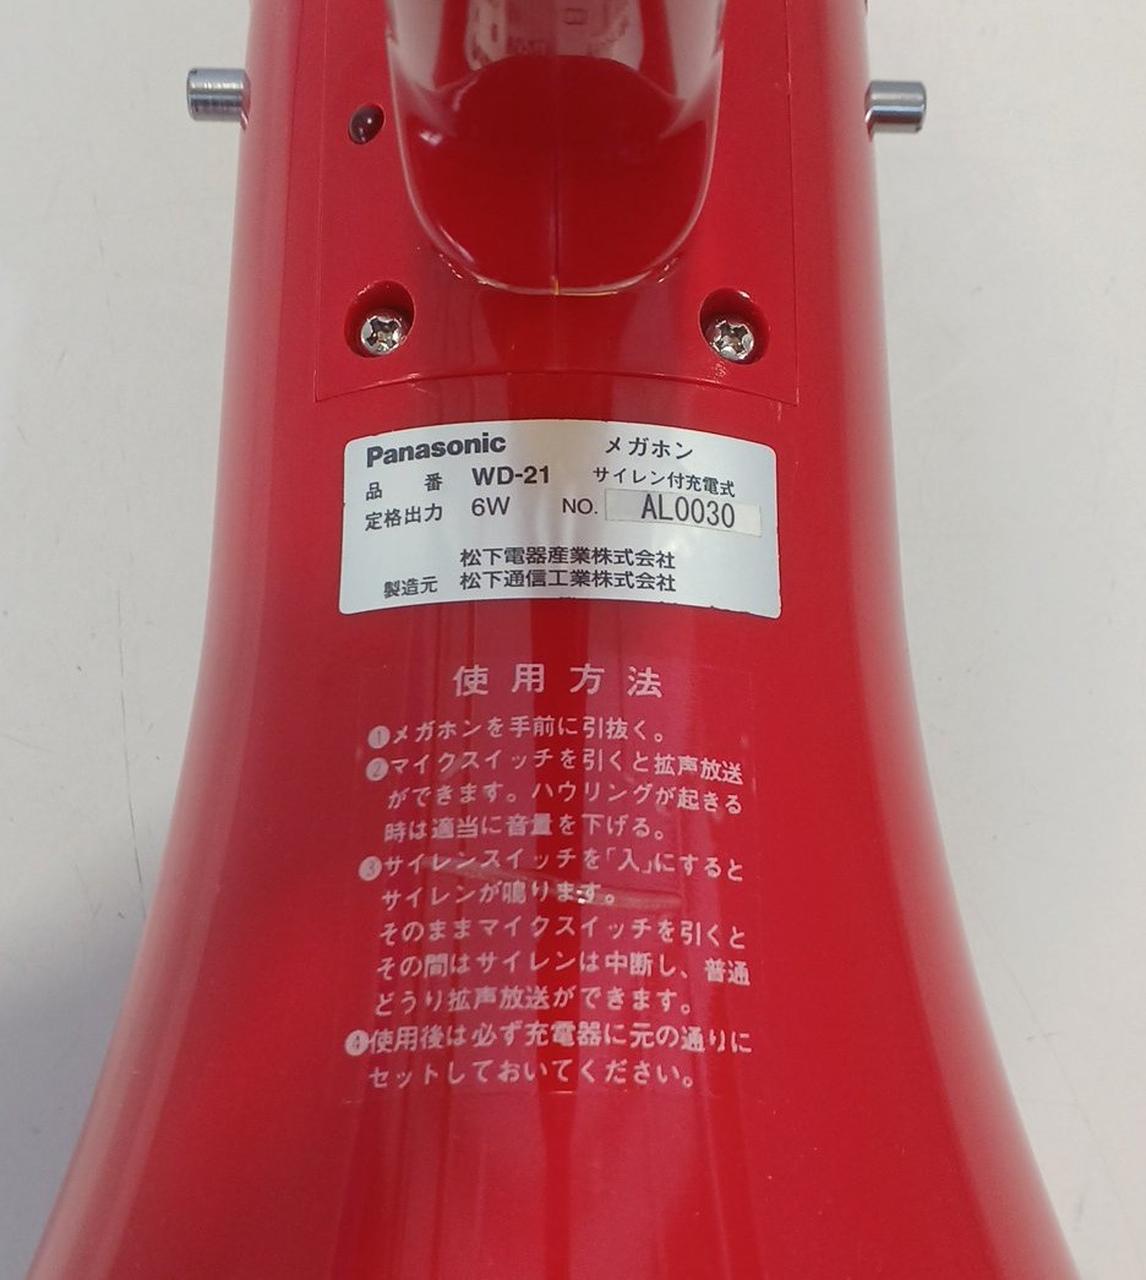 Panasonic メガホン
品 番 WD-21 サイレン付充電式
定格出力 6W NO. AL0030
松下電器産業株式会社
製造元 松下通信工業株式会社
使用方法
❶メガホンを手前に引抜く。
❷マイクスイッチを引くと拡声放送
ができます。ハウリングが起きる
時は適当に音量を下げる。
❸サイレンスイッチを「入」にすると
サイレンが鳴ります。
そのままマイクスイッチを引くと
その間はサイレンは中断し、普通
どうり拡声放送ができます。
❹使用後は必ず充電器に元の通りに
セットしておいてください。